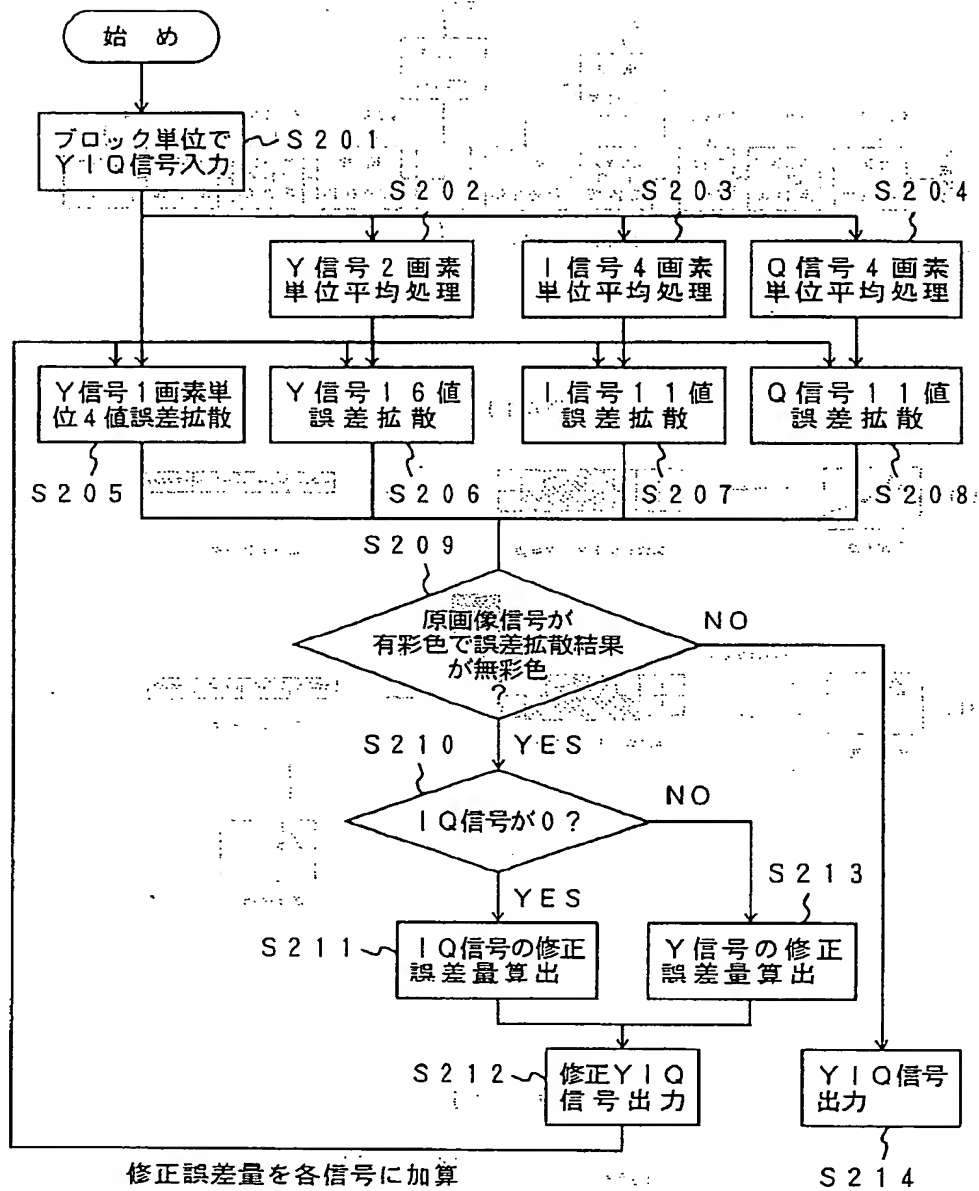 始 め
ブロック単位で
YIQ信号入力
S201
S202
S203
S204
Y信号2画素
単位平均処理
I信号4画素
単位平均処理
Q信号4画素
単位平均処理
Y信号1画素単
位4値誤差拡散
Y信号16値
誤差拡散
I信号11値
誤差拡散
Q信号11値
誤差拡散
S205
S206
S207
S208
S209
原画像信号が
有彩色で誤差拡散結果
が無彩色
?
NO
YES
S210
IQ信号が0?
NO
YES
S213
S211
IQ信号の修正
誤差量算出
Y信号の修正
誤差量算出
S212
修正YIQ
信号出力
YIQ信号
出力
修正誤差量を各信号に加算
S214